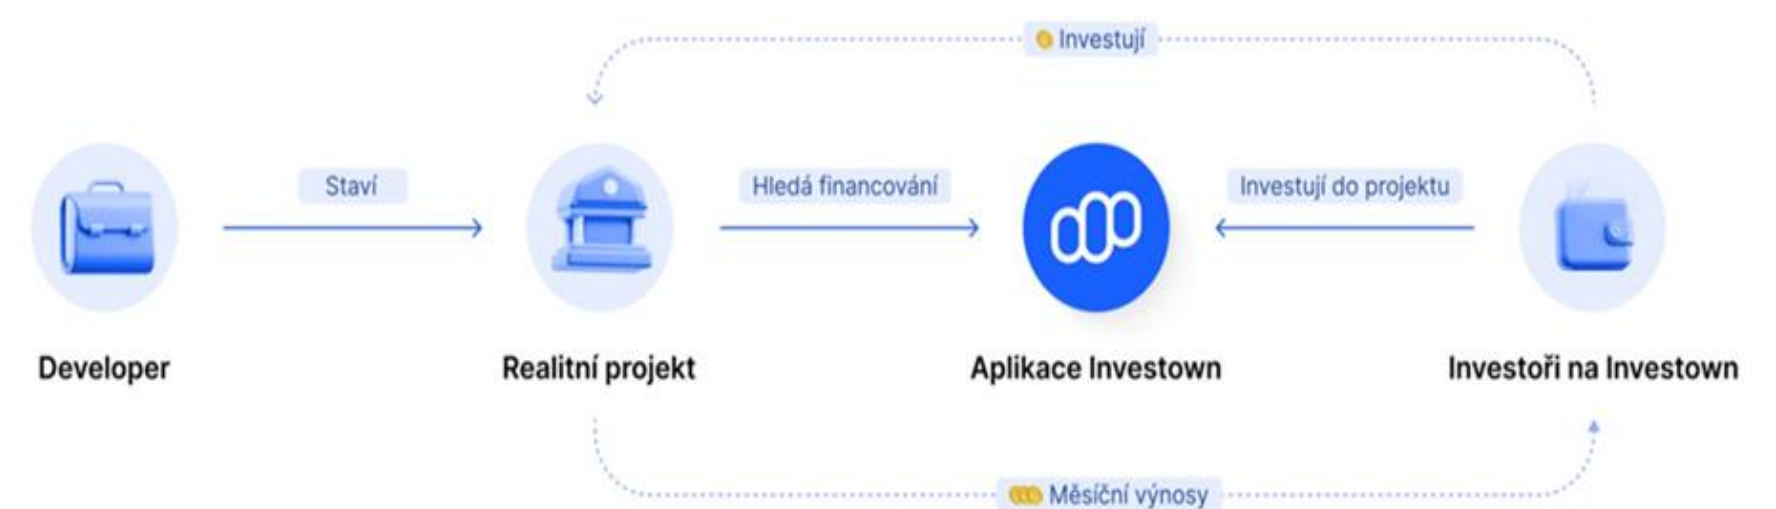 Investují
Staví
Hledá financování
Investují do projektu
Developer
Realitní projekt
Aplikace Investown
Investoři na Investown
Měsíční výnosy